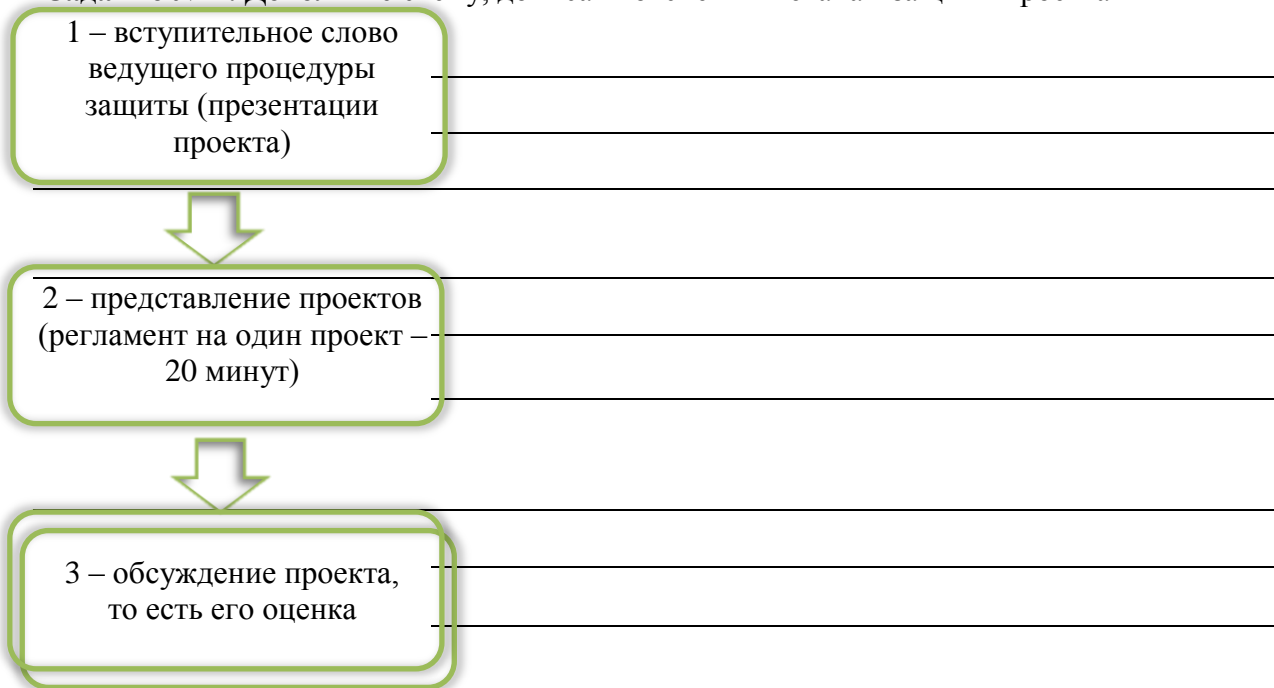 1 – вступительное слово
ведущего процедуры
защиты (презентации
проекта)
2 – представление проектов
(регламент на один проект –
20 минут)
3 – обсуждение проекта,
то есть его оценка